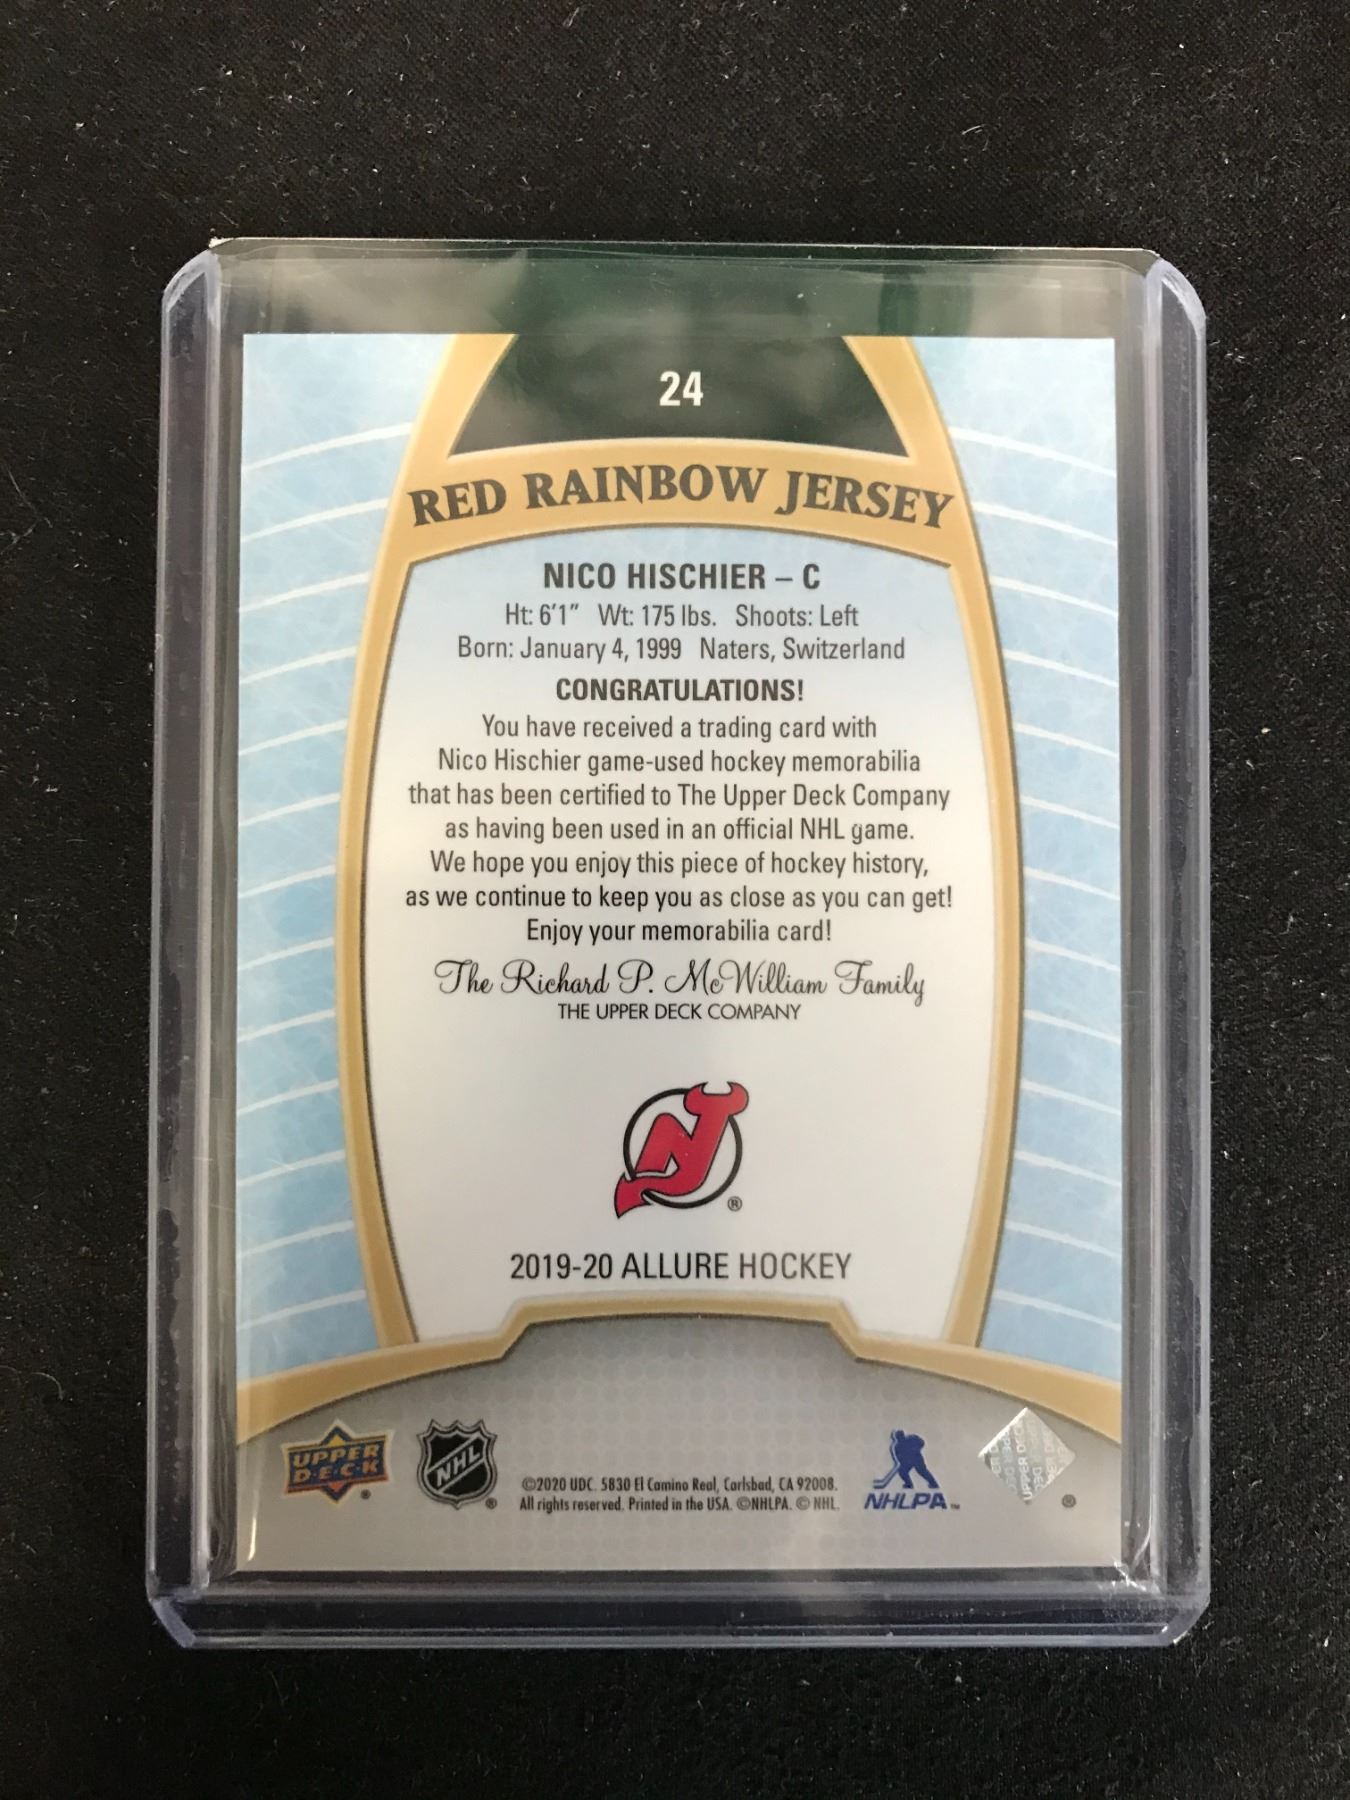 24
RED RAINBOW JERSEY
NICO HISCHIER – C
Ht: 6'1" Wt: 175 lbs. Shoots: Left
Born: January 4, 1999 Naters, Switzerland
CONGRATULATIONS!
You have received a trading card with
Nico Hischier game-used hockey memorabilia
that has been certified to The Upper Deck Company
as having been used in an official NHL game.
We hope you enjoy this piece of hockey history,
as we continue to keep you as close as you can get!
Enjoy your memorabilia card!
The Richard P. McWilliam Family
THE UPPER DECK COMPANY
®
2019-20 ALLURE HOCKEY
UPPER
D·E·C·K
®
NHL
®
©2020 UDC. 5830 El Camino Real, Carlsbad, CA 92008.
All rights reserved. Printed in the USA. ©NHLPA. © NHL.
NHLPA™
UPPER DECK
®